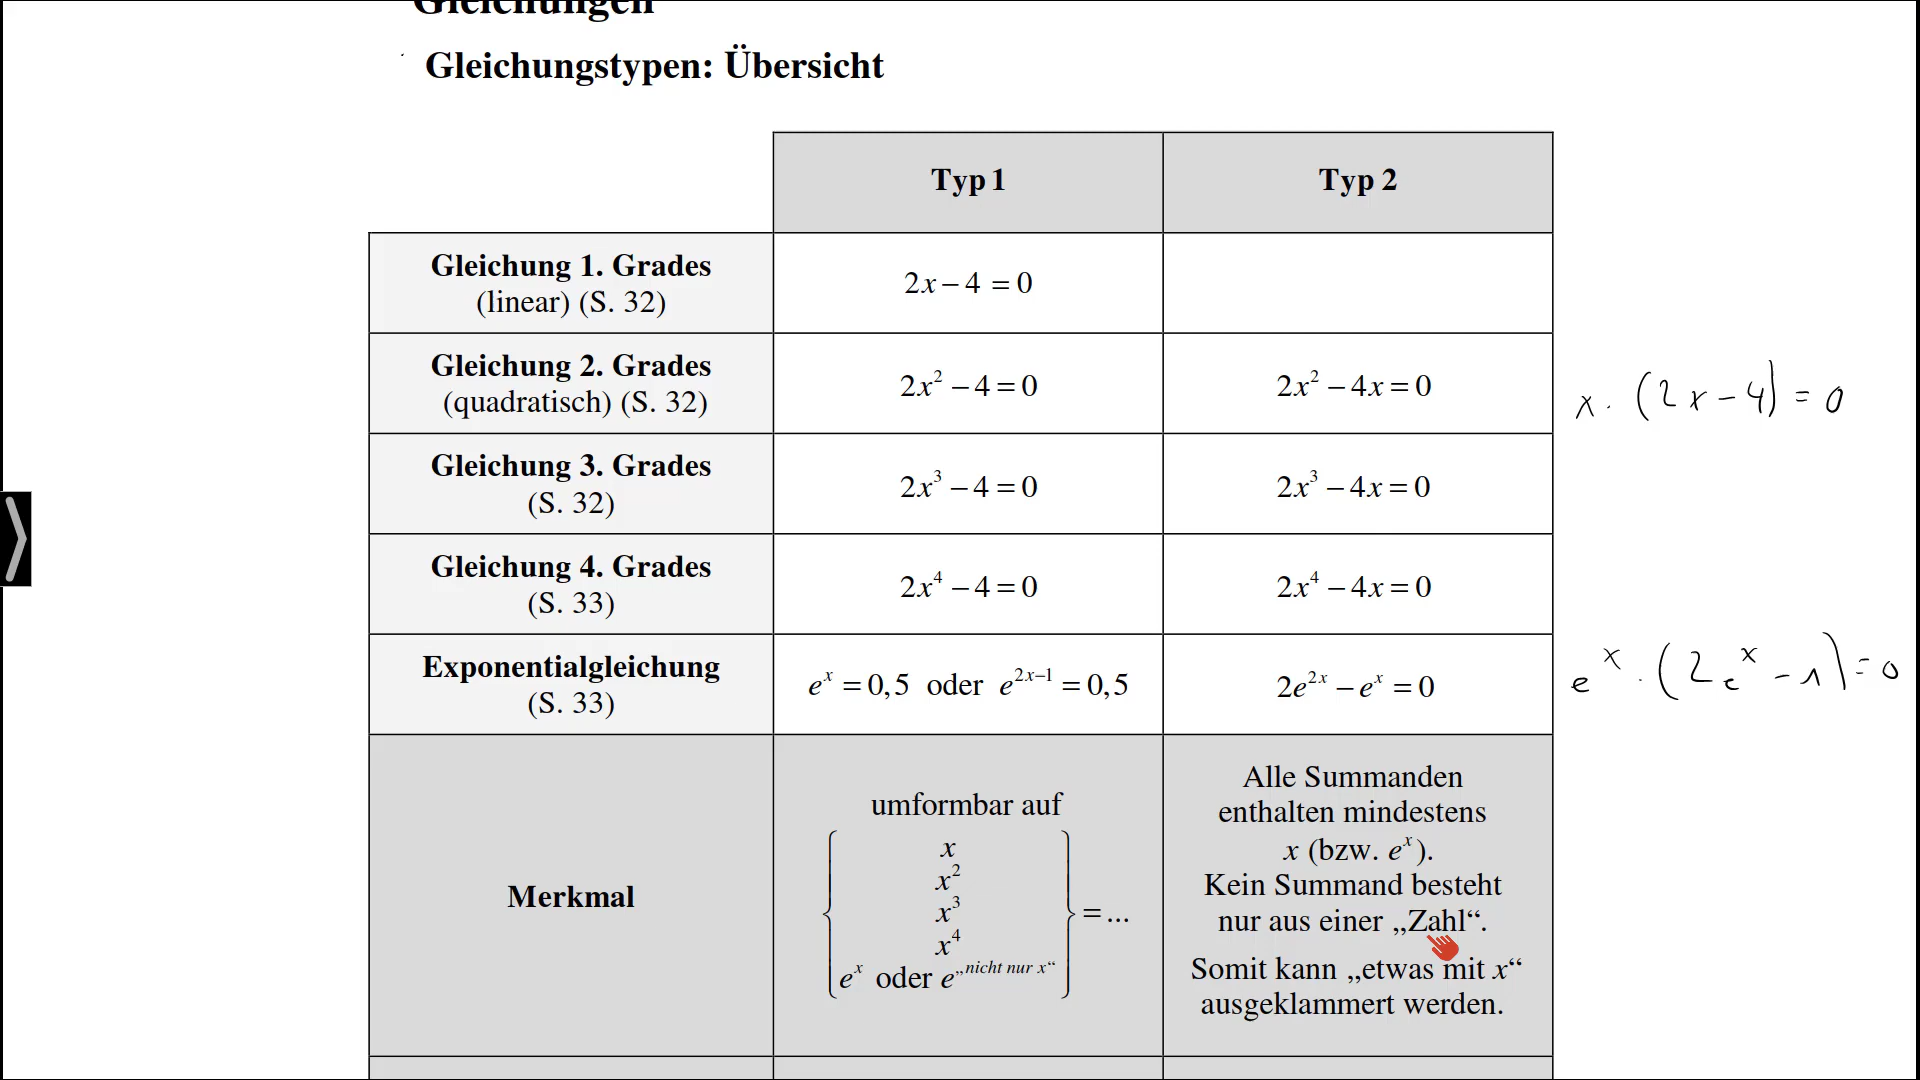 Gleichungen
Gleichungstypen: Übersicht
Typ 1
Typ 2
Gleichung 1. Grades
(linear) (S. 32)
2x − 4 = 0
Gleichung 2. Grades
(quadratisch) (S. 32)
2x² − 4 = 0
2x² − 4x = 0
x · (2x − 4) = 0
Gleichung 3. Grades
(S. 32)
2x³ − 4 = 0
2x³ − 4x = 0
Gleichung 4. Grades
(S. 33)
2x⁴ − 4 = 0
2x⁴ − 4x = 0
Exponentialgleichung
(S. 33)
eˣ = 0,5 oder e²ˣ⁻¹ = 0,5
2e²ˣ − eˣ = 0
eˣ · (2eˣ − 1) = 0
Merkmal
umformbar auf
x
x²
x³
x⁴
eˣ oder e^„nicht nur x“
= ...
Alle Summanden
enthalten mindestens
x (bzw. eˣ).
Kein Summand besteht
nur aus einer „Zahl“.
Somit kann „etwas mit x“
ausgeklammert werden.